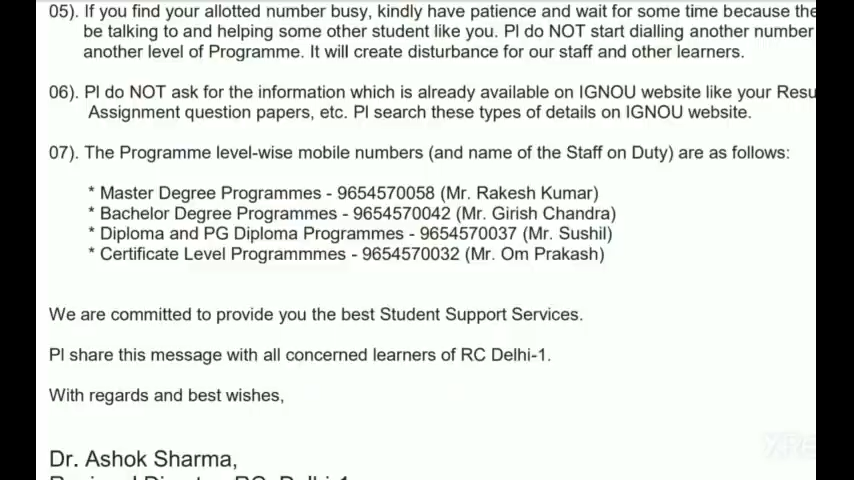 05). If you find your allotted number busy, kindly have patience and wait for some time because the
be talking to and helping some other student like you. Pl do NOT start dialling another number
another level of Programme. It will create disturbance for our staff and other learners.
06). Pl do NOT ask for the information which is already available on IGNOU website like your Resu
Assignment question papers, etc. Pl search these types of details on IGNOU website.
07). The Programme level-wise mobile numbers (and name of the Staff on Duty) are as follows:
* Master Degree Programmes - 9654570058 (Mr. Rakesh Kumar)
* Bachelor Degree Programmes - 9654570042 (Mr. Girish Chandra)
* Diploma and PG Diploma Programmes - 9654570037 (Mr. Sushil)
* Certificate Level Programmmes - 9654570032 (Mr. Om Prakash)
We are committed to provide you the best Student Support Services.
Pl share this message with all concerned learners of RC Delhi-1.
With regards and best wishes,
Dr. Ashok Sharma,
Regional Director, RC, Delhi-1